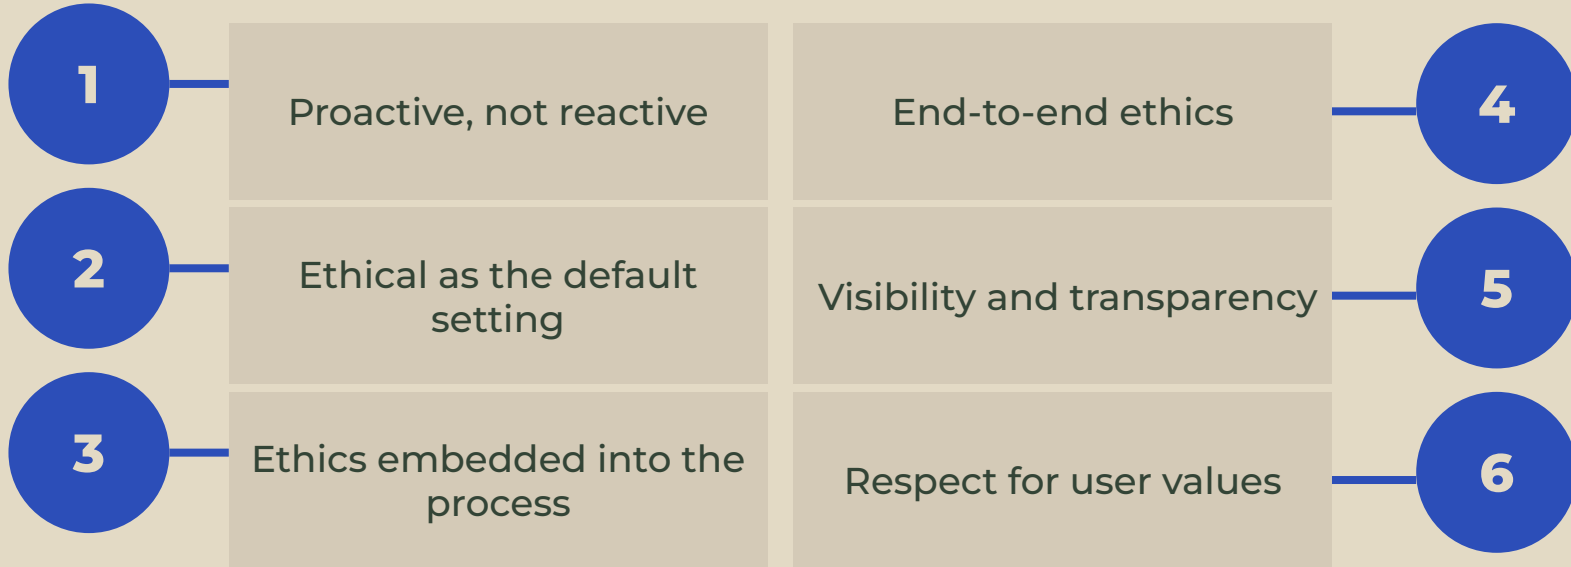 1
Proactive, not reactive
2
Ethical as the default
setting
3
Ethics embedded into the
process
4
End-to-end ethics
5
Visibility and transparency
6
Respect for user values